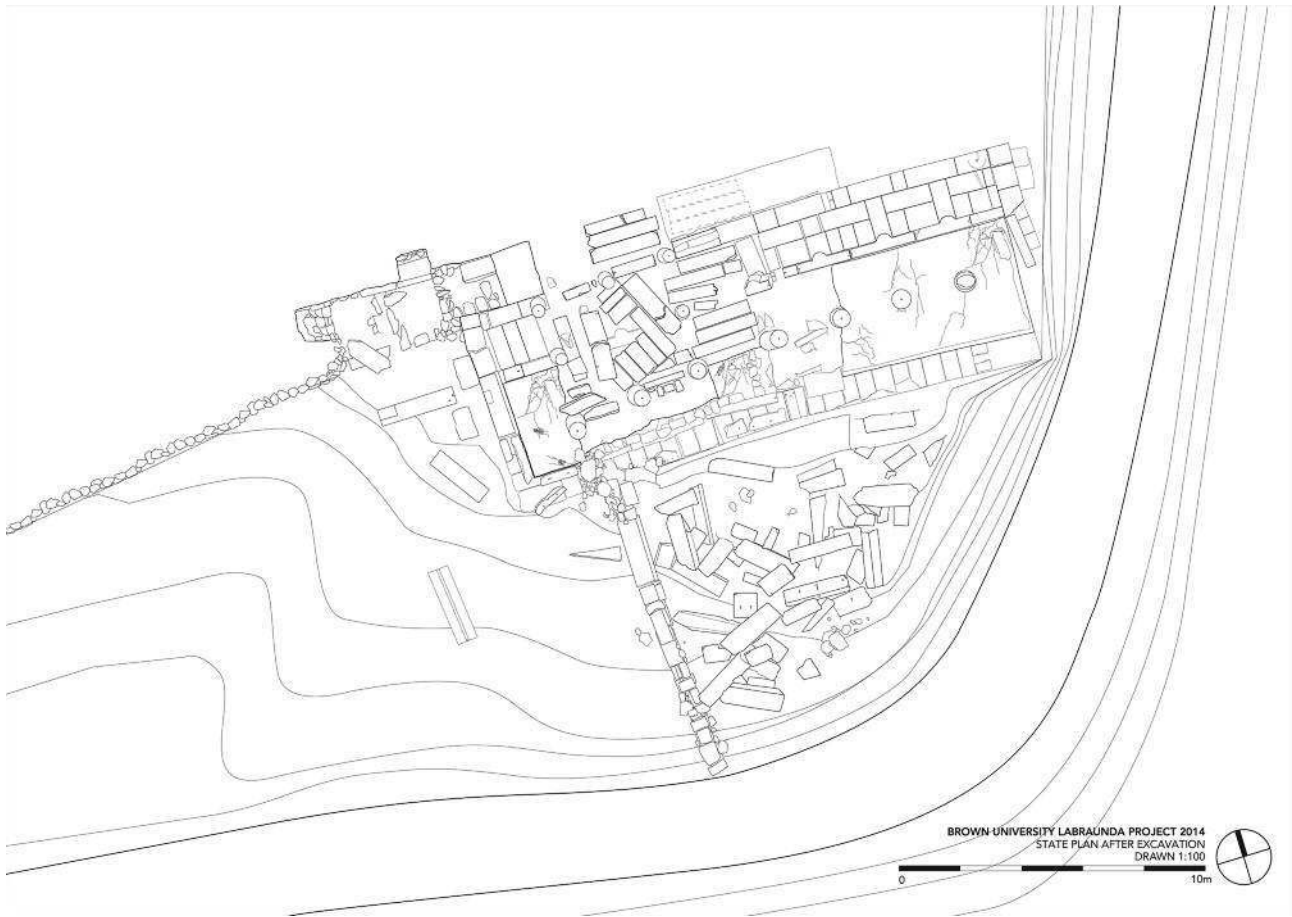 BROWN UNIVERSITY LABRAUNDA PROJECT 2014
STATE PLAN AFTER EXCAVATION
DRAWN 1:100
0 10m